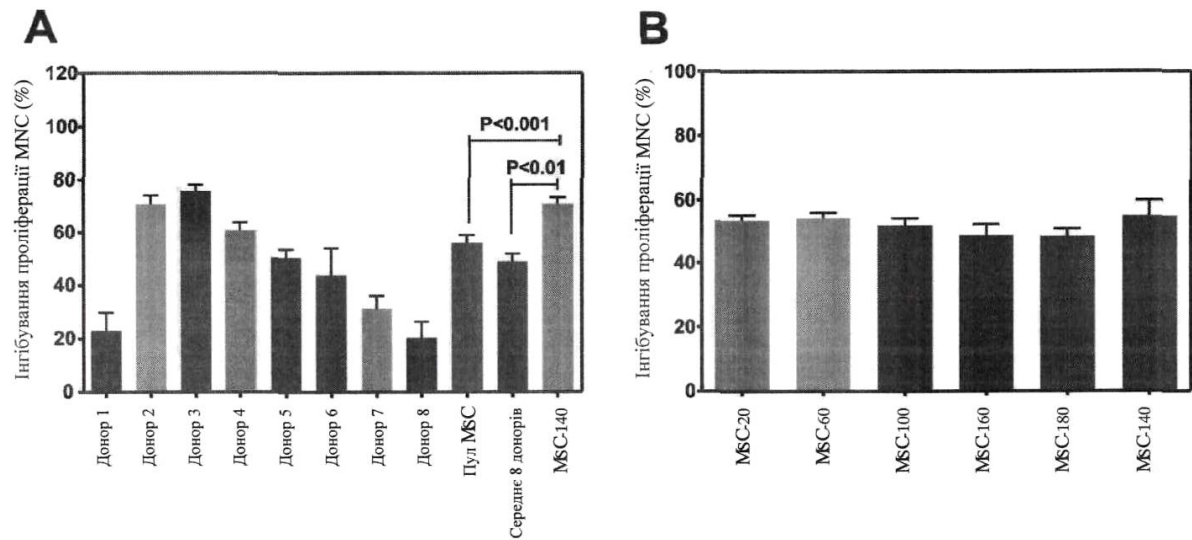 A
Інгібування проліферації MNC (%)
120
100
80
60
40
20
0
P<0.001
P<0.01
Донор 1
Донор 2
Донор 3
Донор 4
Донор 5
Донор 6
Донор 7
Донор 8
Пул MSC
Середнє 8 донорів
MSC-140
B
Інгібування проліферації MNC (%)
100
80
60
40
20
0
MSC-20
MSC-60
MSC-100
MSC-160
MSC-180
MSC-140